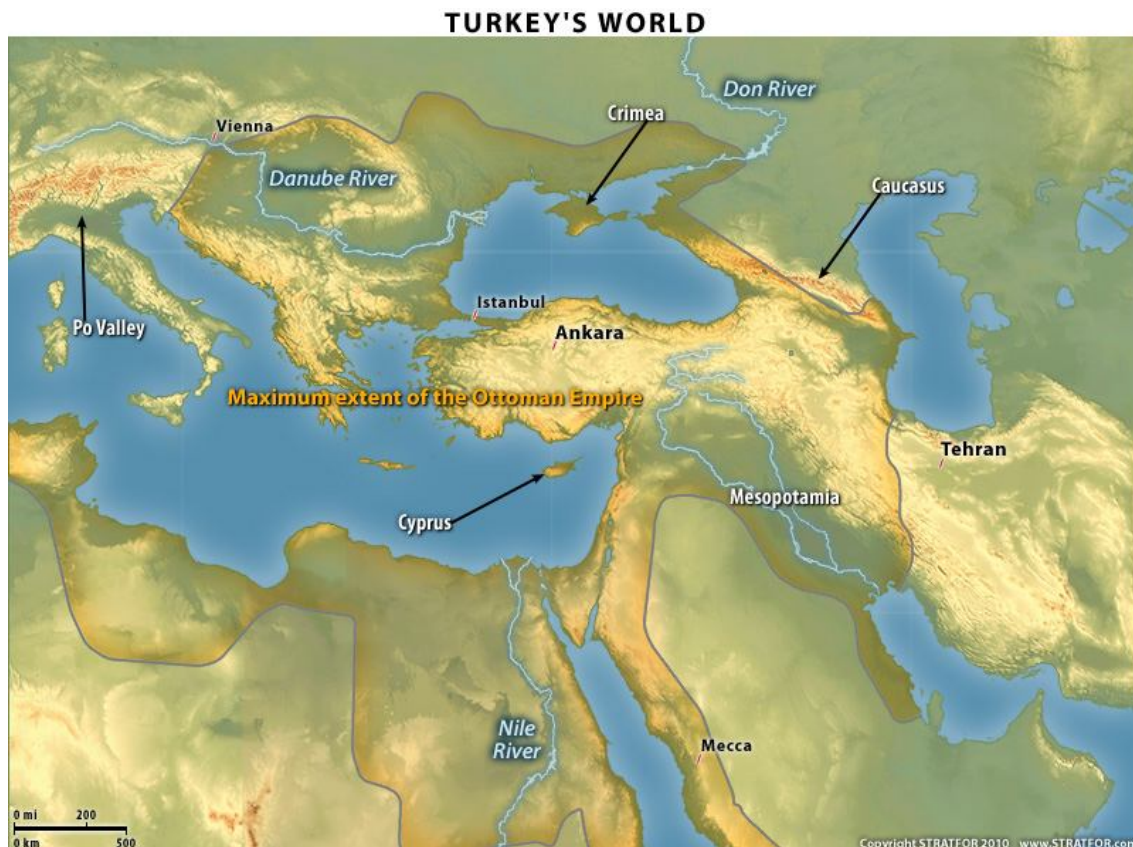 TURKEY'S WORLD
Don River
Crimea
Vienna
Danube River
Caucasus
Istanbul
Po Valley
Ankara
Maximum extent of the Ottoman Empire
Tehran
Mesopotamia
Cyprus
Nile
River
Mecca
0 mi 200
0 km 500
Copyright STRATFOR 2010 www.STRATFOR.com